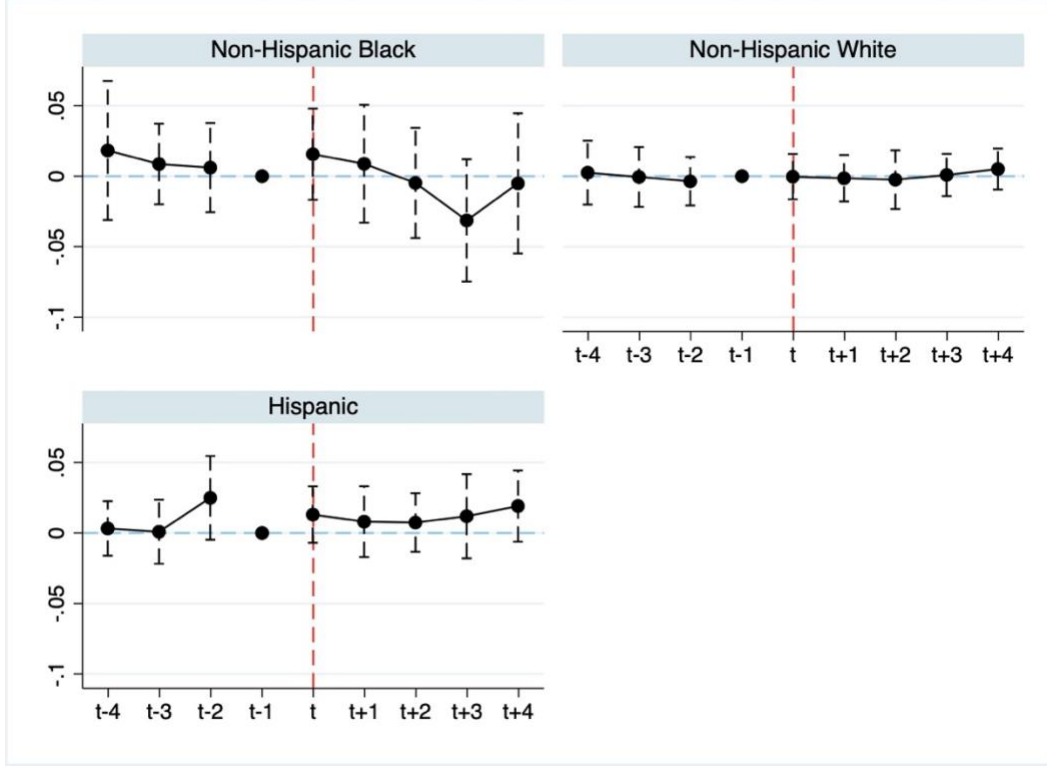 Non-Hispanic Black
.05
0
-.05
-.1
Non-Hispanic White
t-4 t-3 t-2 t-1 t t+1 t+2 t+3 t+4
Hispanic
.05
0
-.05
-.1
t-4 t-3 t-2 t-1 t t+1 t+2 t+3 t+4